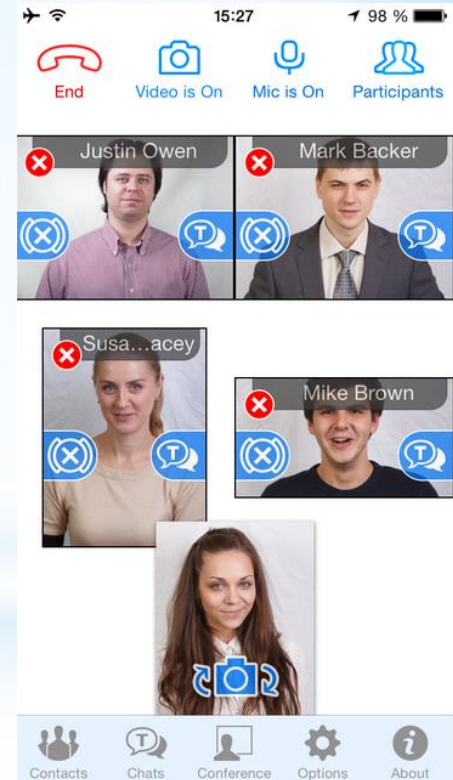 15:27
98 %
End
Video is On
Mic is On
Participants
Justin Owen
Mark Backer
Susa…acey
Mike Brown
T
T
T
T
Contacts
T
Chats
Conference
Options
i
About